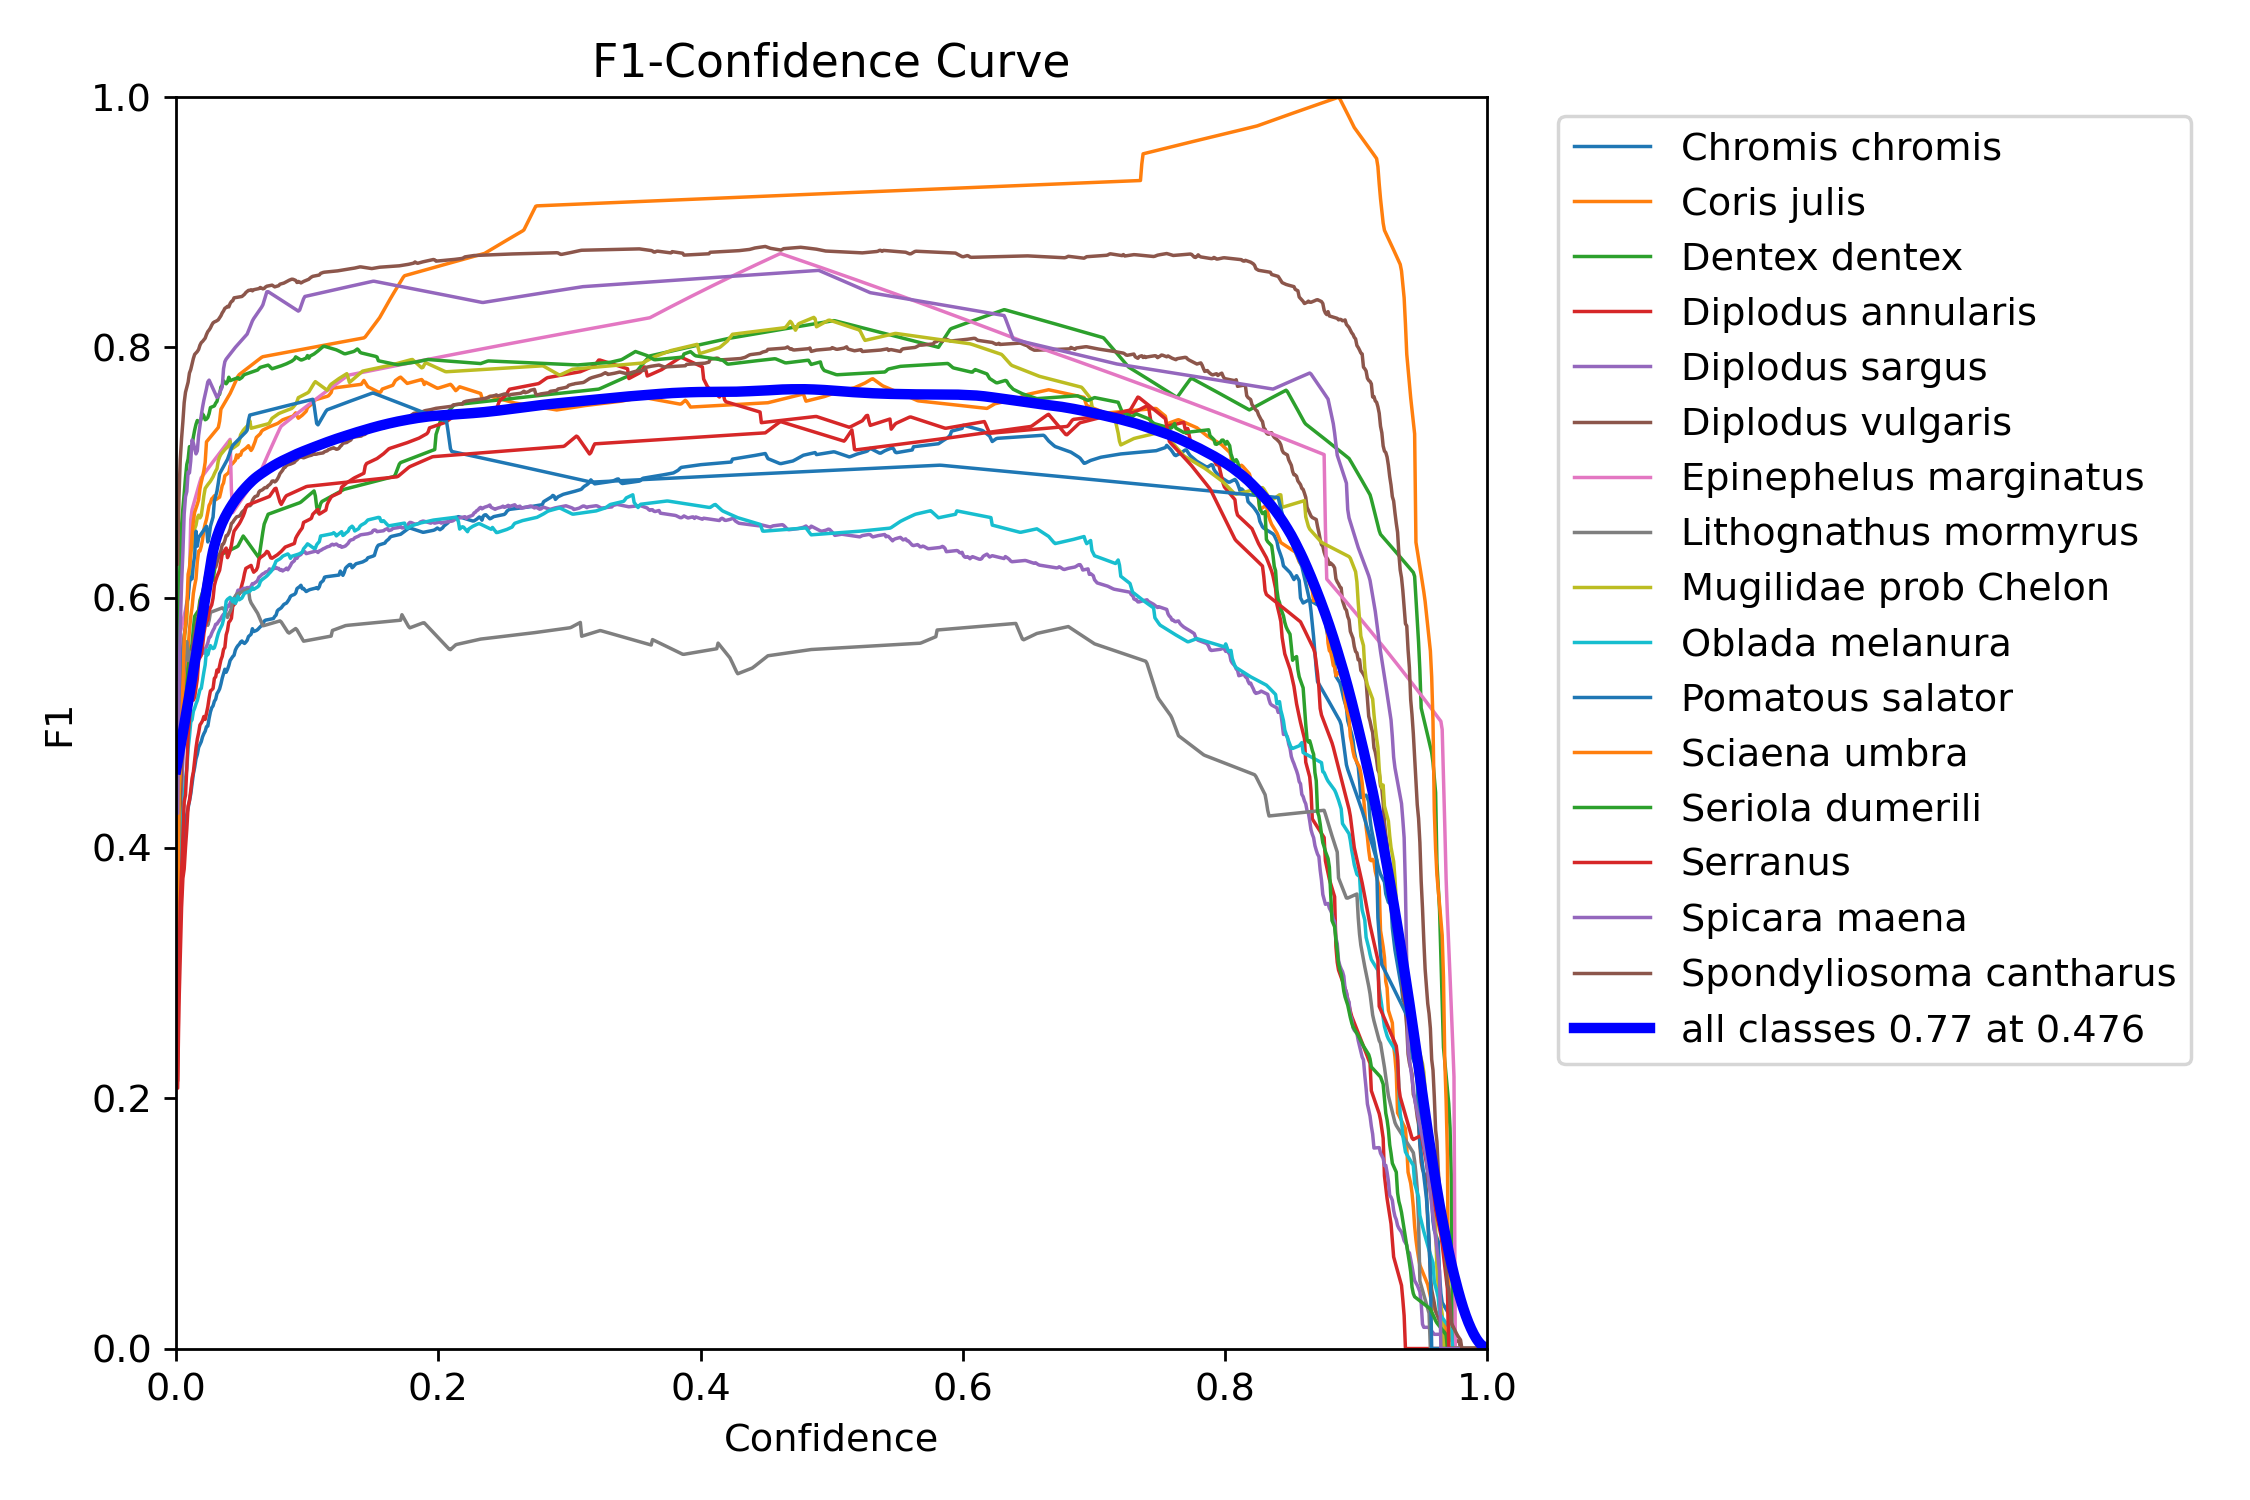 F1-Confidence Curve
1.0
0.8
0.6
0.4
0.2
0.0
F1
0.0 0.2 0.4 0.6 0.8 1.0
Confidence
Chromis chromis
Coris julis
Dentex dentex
Diplodus annularis
Diplodus sargus
Diplodus vulgaris
Epinephelus marginatus
Lithognathus mormyrus
Mugilidae prob Chelon
Oblada melanura
Pomatous salator
Sciaena umbra
Seriola dumerili
Serranus
Spicara maena
Spondyliosoma cantharus
all classes 0.77 at 0.476